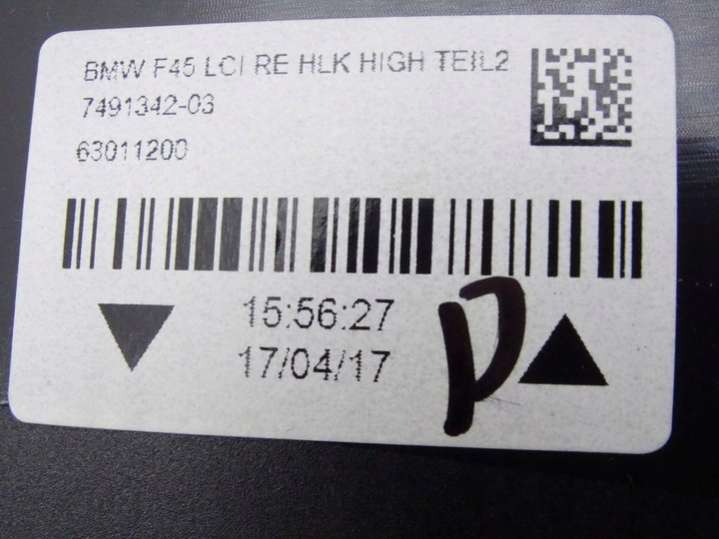 BMW F45 LCI RE HLK HIGH TEIL2
7491342-03
63011200
15:56:27
17/04/17
D